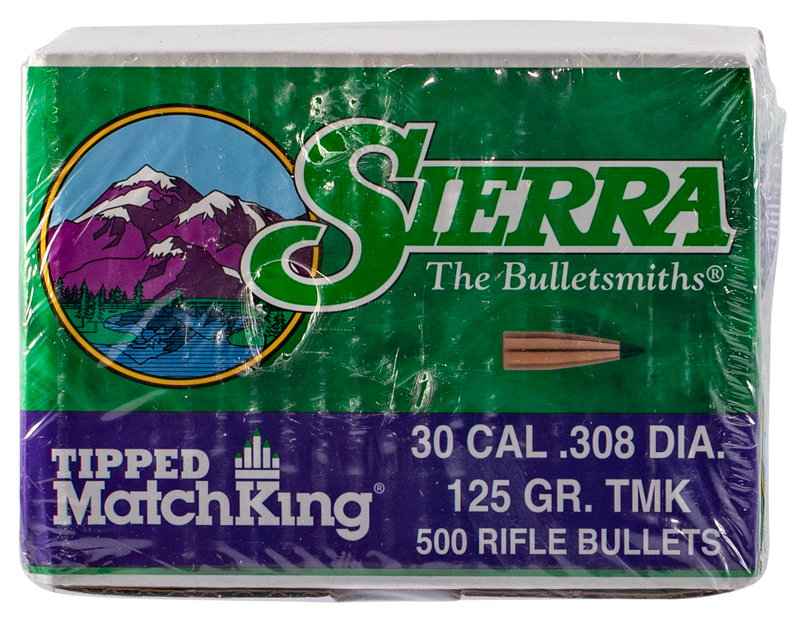 SIERRA
The Bulletsmiths®
TIPPED
MatchKing®
30 CAL .308 DIA.
125 GR. TMK
500 RIFLE BULLETS